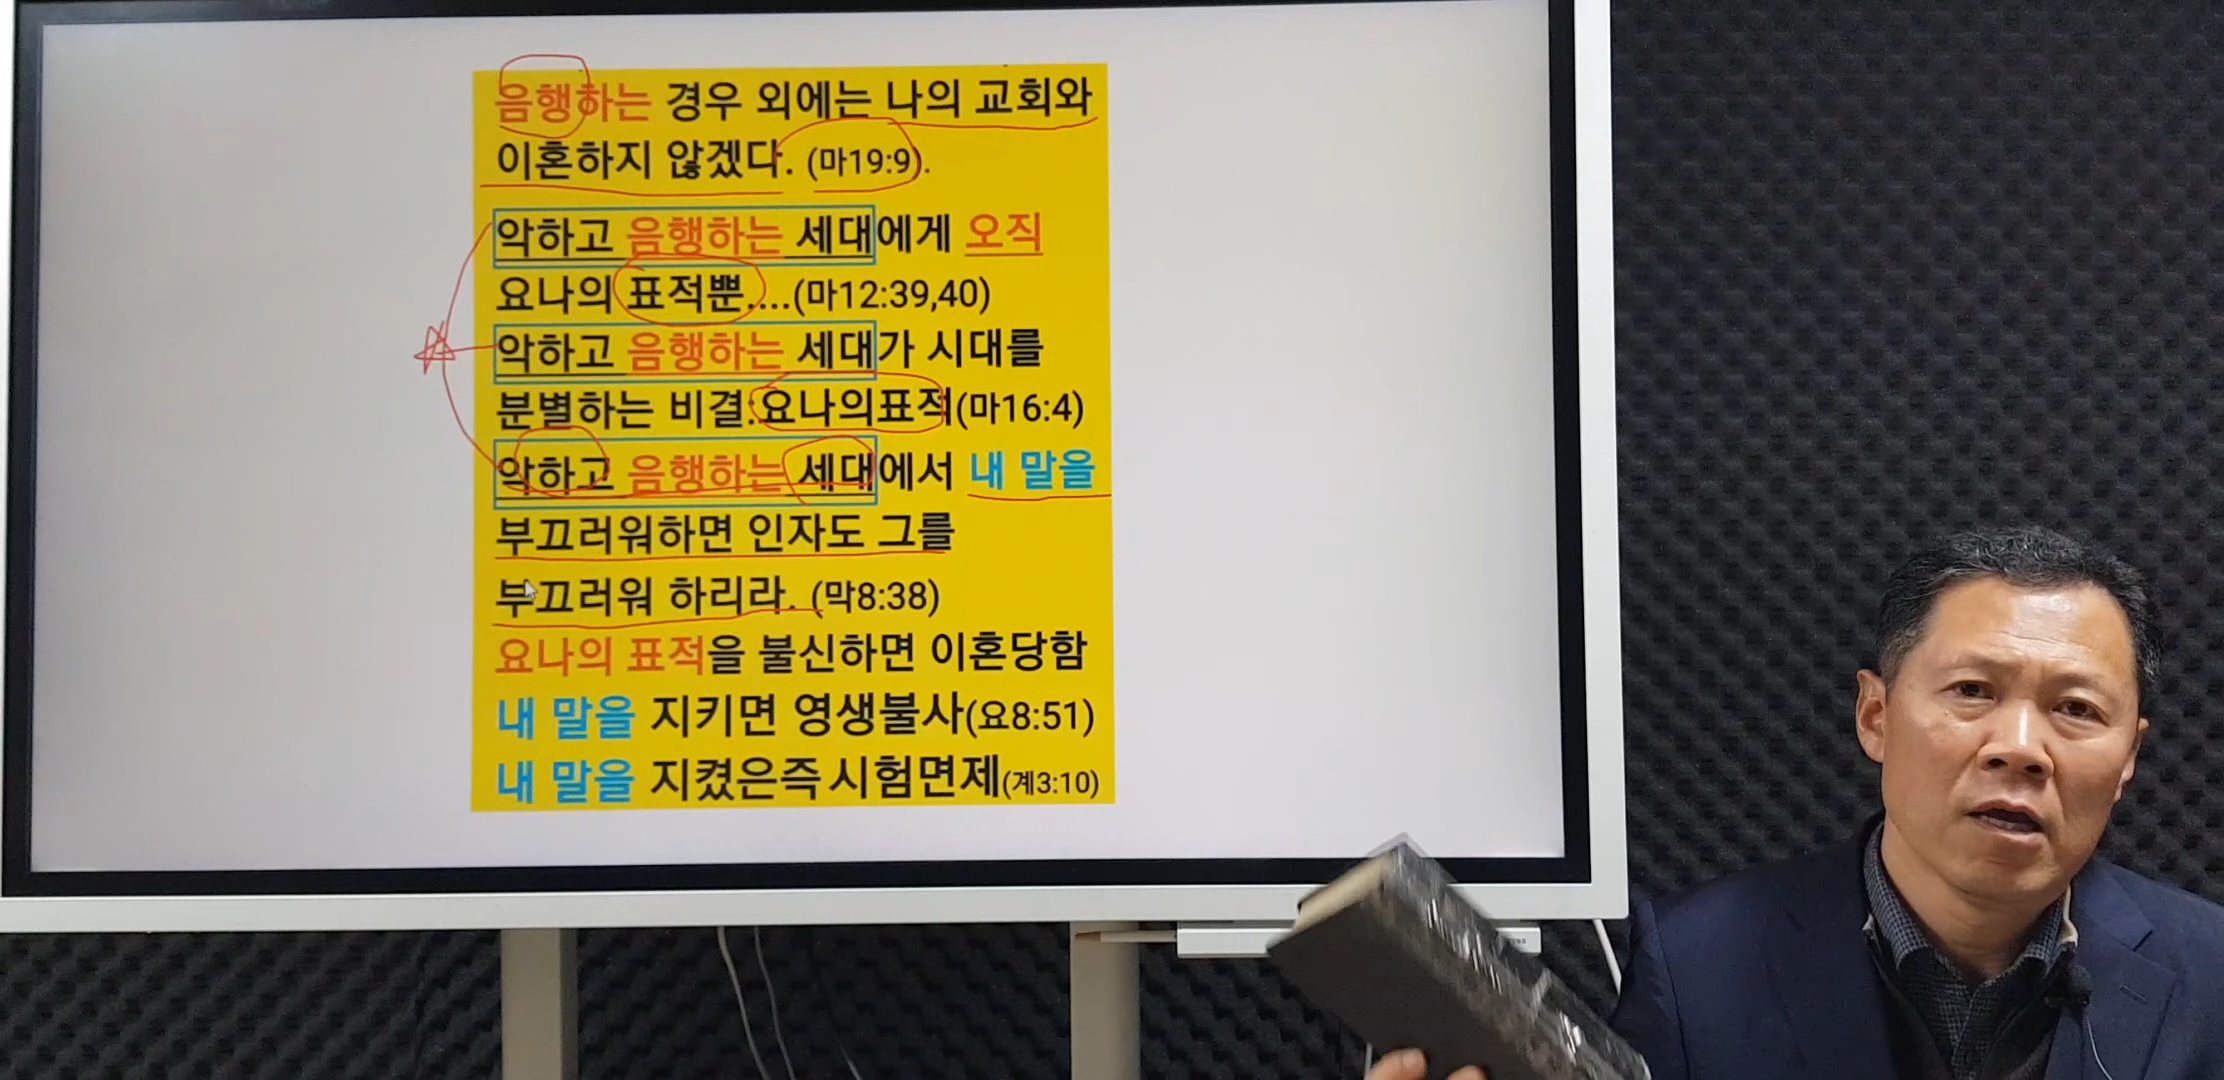 음행하는 경우 외에는 나의 교회와
이혼하지 않겠다. (마19:9).
악하고 음행하는 세대에게 오직
요나의 표적뿐....(마12:39,40)
악하고 음행하는 세대가 시대를
분별하는 비결:요나의표적(마16:4)
악하고 음행하는 세대에서 내 말을
부끄러워하면 인자도 그를
부끄러워 하리라. (막8:38)
요나의 표적을 불신하면 이혼당함
내 말을 지키면 영생불사(요8:51)
내 말을 지켰은즉 시험면제(계3:10)